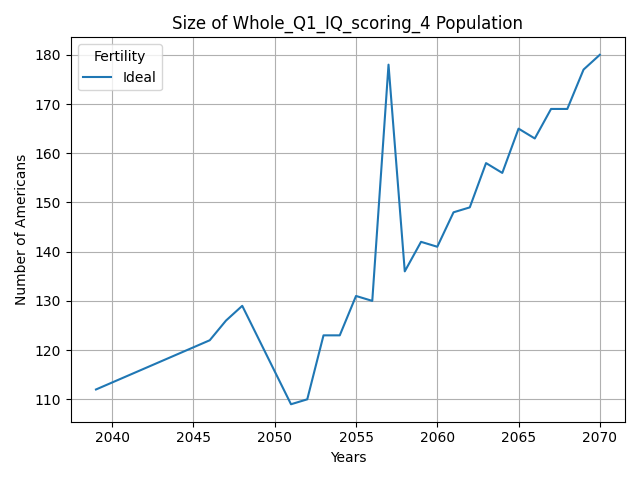 Size of Whole_Q1_IQ_scoring_4 Population
Fertility
Ideal
Number of Americans
180
170
160
150
140
130
120
110
2040 2045 2050 2055 2060 2065 2070
Years